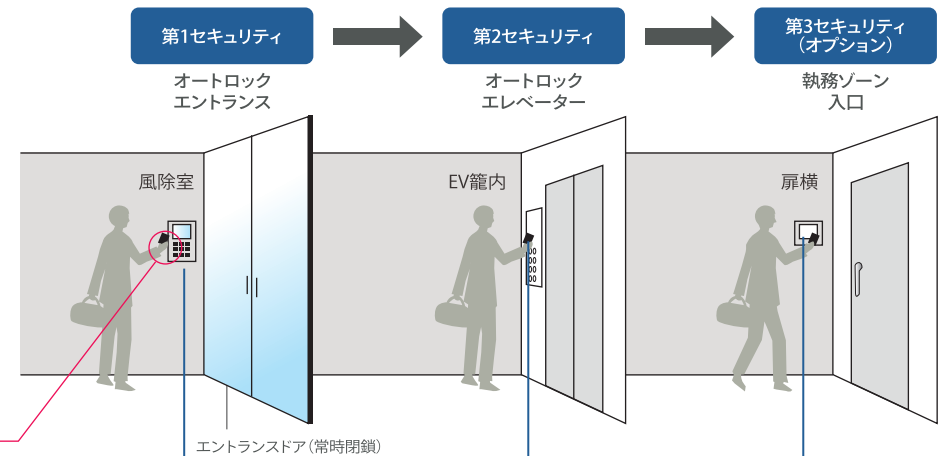 第1セキュリティ
第2セキュリティ
第3セキュリティ
（オプション）
オートロック
エントランス
オートロック
エレベーター
執務ゾーン
入口
風除室
EV籠内
扉横
エントランスドア（常時閉鎖）